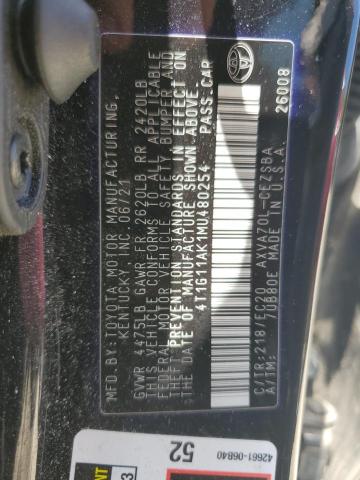 MFD.BY: TOYOTA MOTOR MANUFACTURING,
KENTUCKY, INC. 06/21
GVWR 4475LB GAWR FR 2620LB RR 2420LB
THIS VEHICLE CONFORMS TO ALL APPLICABLE
FEDERAL MOTOR VEHICLE SAFETY BUMPER AND
THEFT PREVENTION STANDARDS IN EFFECT ON
THE DATE OF MANUFACTURE SHOWN ABOVE.
4T1G11AK1MU480254 PASS.CAR
C/TR:218/EC20 AXVA70L-CEZSBA
A/TM: /UB80E MADE IN U.S.A.
26008
42661-06B40
52